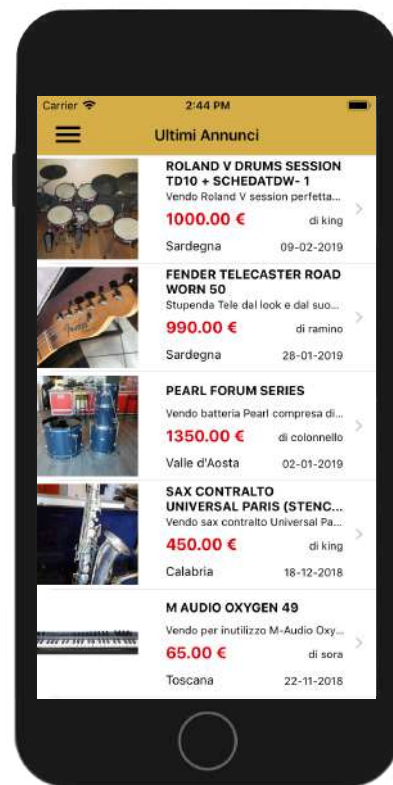 Carrier
2:44 PM
Ultimi Annunci
ROLAND V DRUMS SESSION
TD10 + SCHEDATDW- 1
Vendo Roland V session perfetta...
1000.00 €
di king
Sardegna
09-02-2019
FENDER TELECASTER ROAD
WORN 50
Stupenda Tele dal look e dal suo...
990.00 €
di ramino
Sardegna
28-01-2019
PEARL FORUM SERIES
Vendo batteria Pearl compresa di...
1350.00 €
di colonnello
Valle d'Aosta
02-01-2019
SAX CONTRALTO
UNIVERSAL PARIS (STENC...
Vendo sax contralto Universal Pa...
450.00 €
di king
Calabria
18-12-2018
M AUDIO OXYGEN 49
Vendo per inutilizzo M-Audio Oxy...
65.00 €
di sora
Toscana
22-11-2018